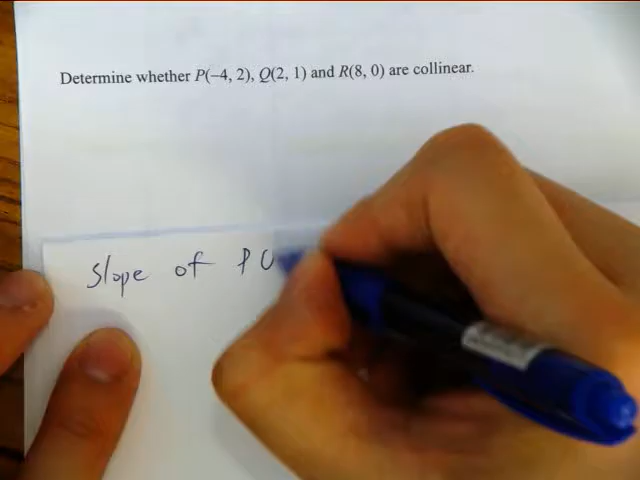 Determine whether P(−4, 2), Q(2, 1) and R(8, 0) are collinear.
Slope of P